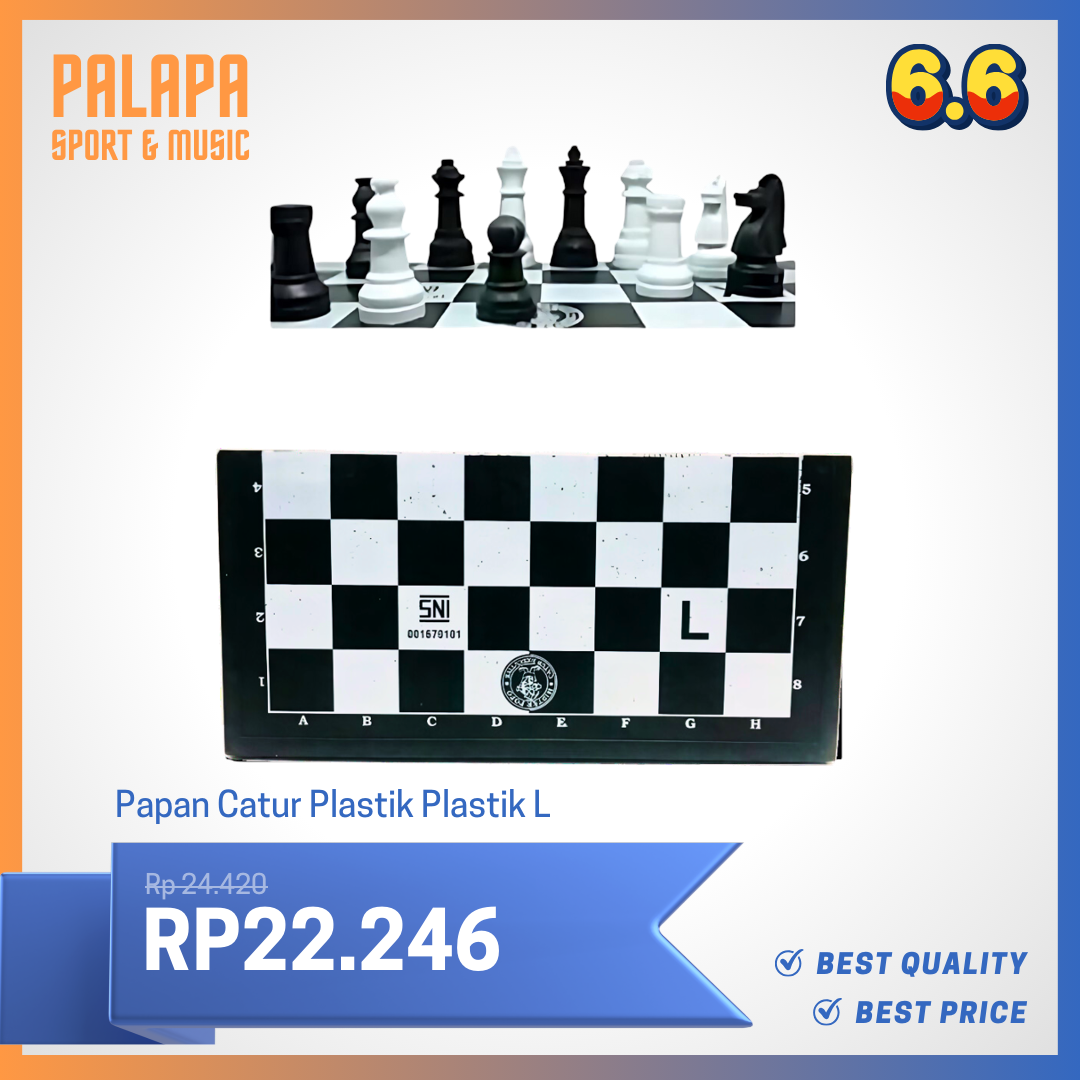 PALAPA
SPORT & MUSIC
6.6
4
5
3
6
SNI
001679101
L
2
7
1
8
A B C D E F G H
Papan Catur Plastik Plastik L
Rp 24.420
RP22.246
BEST QUALITY
BEST PRICE